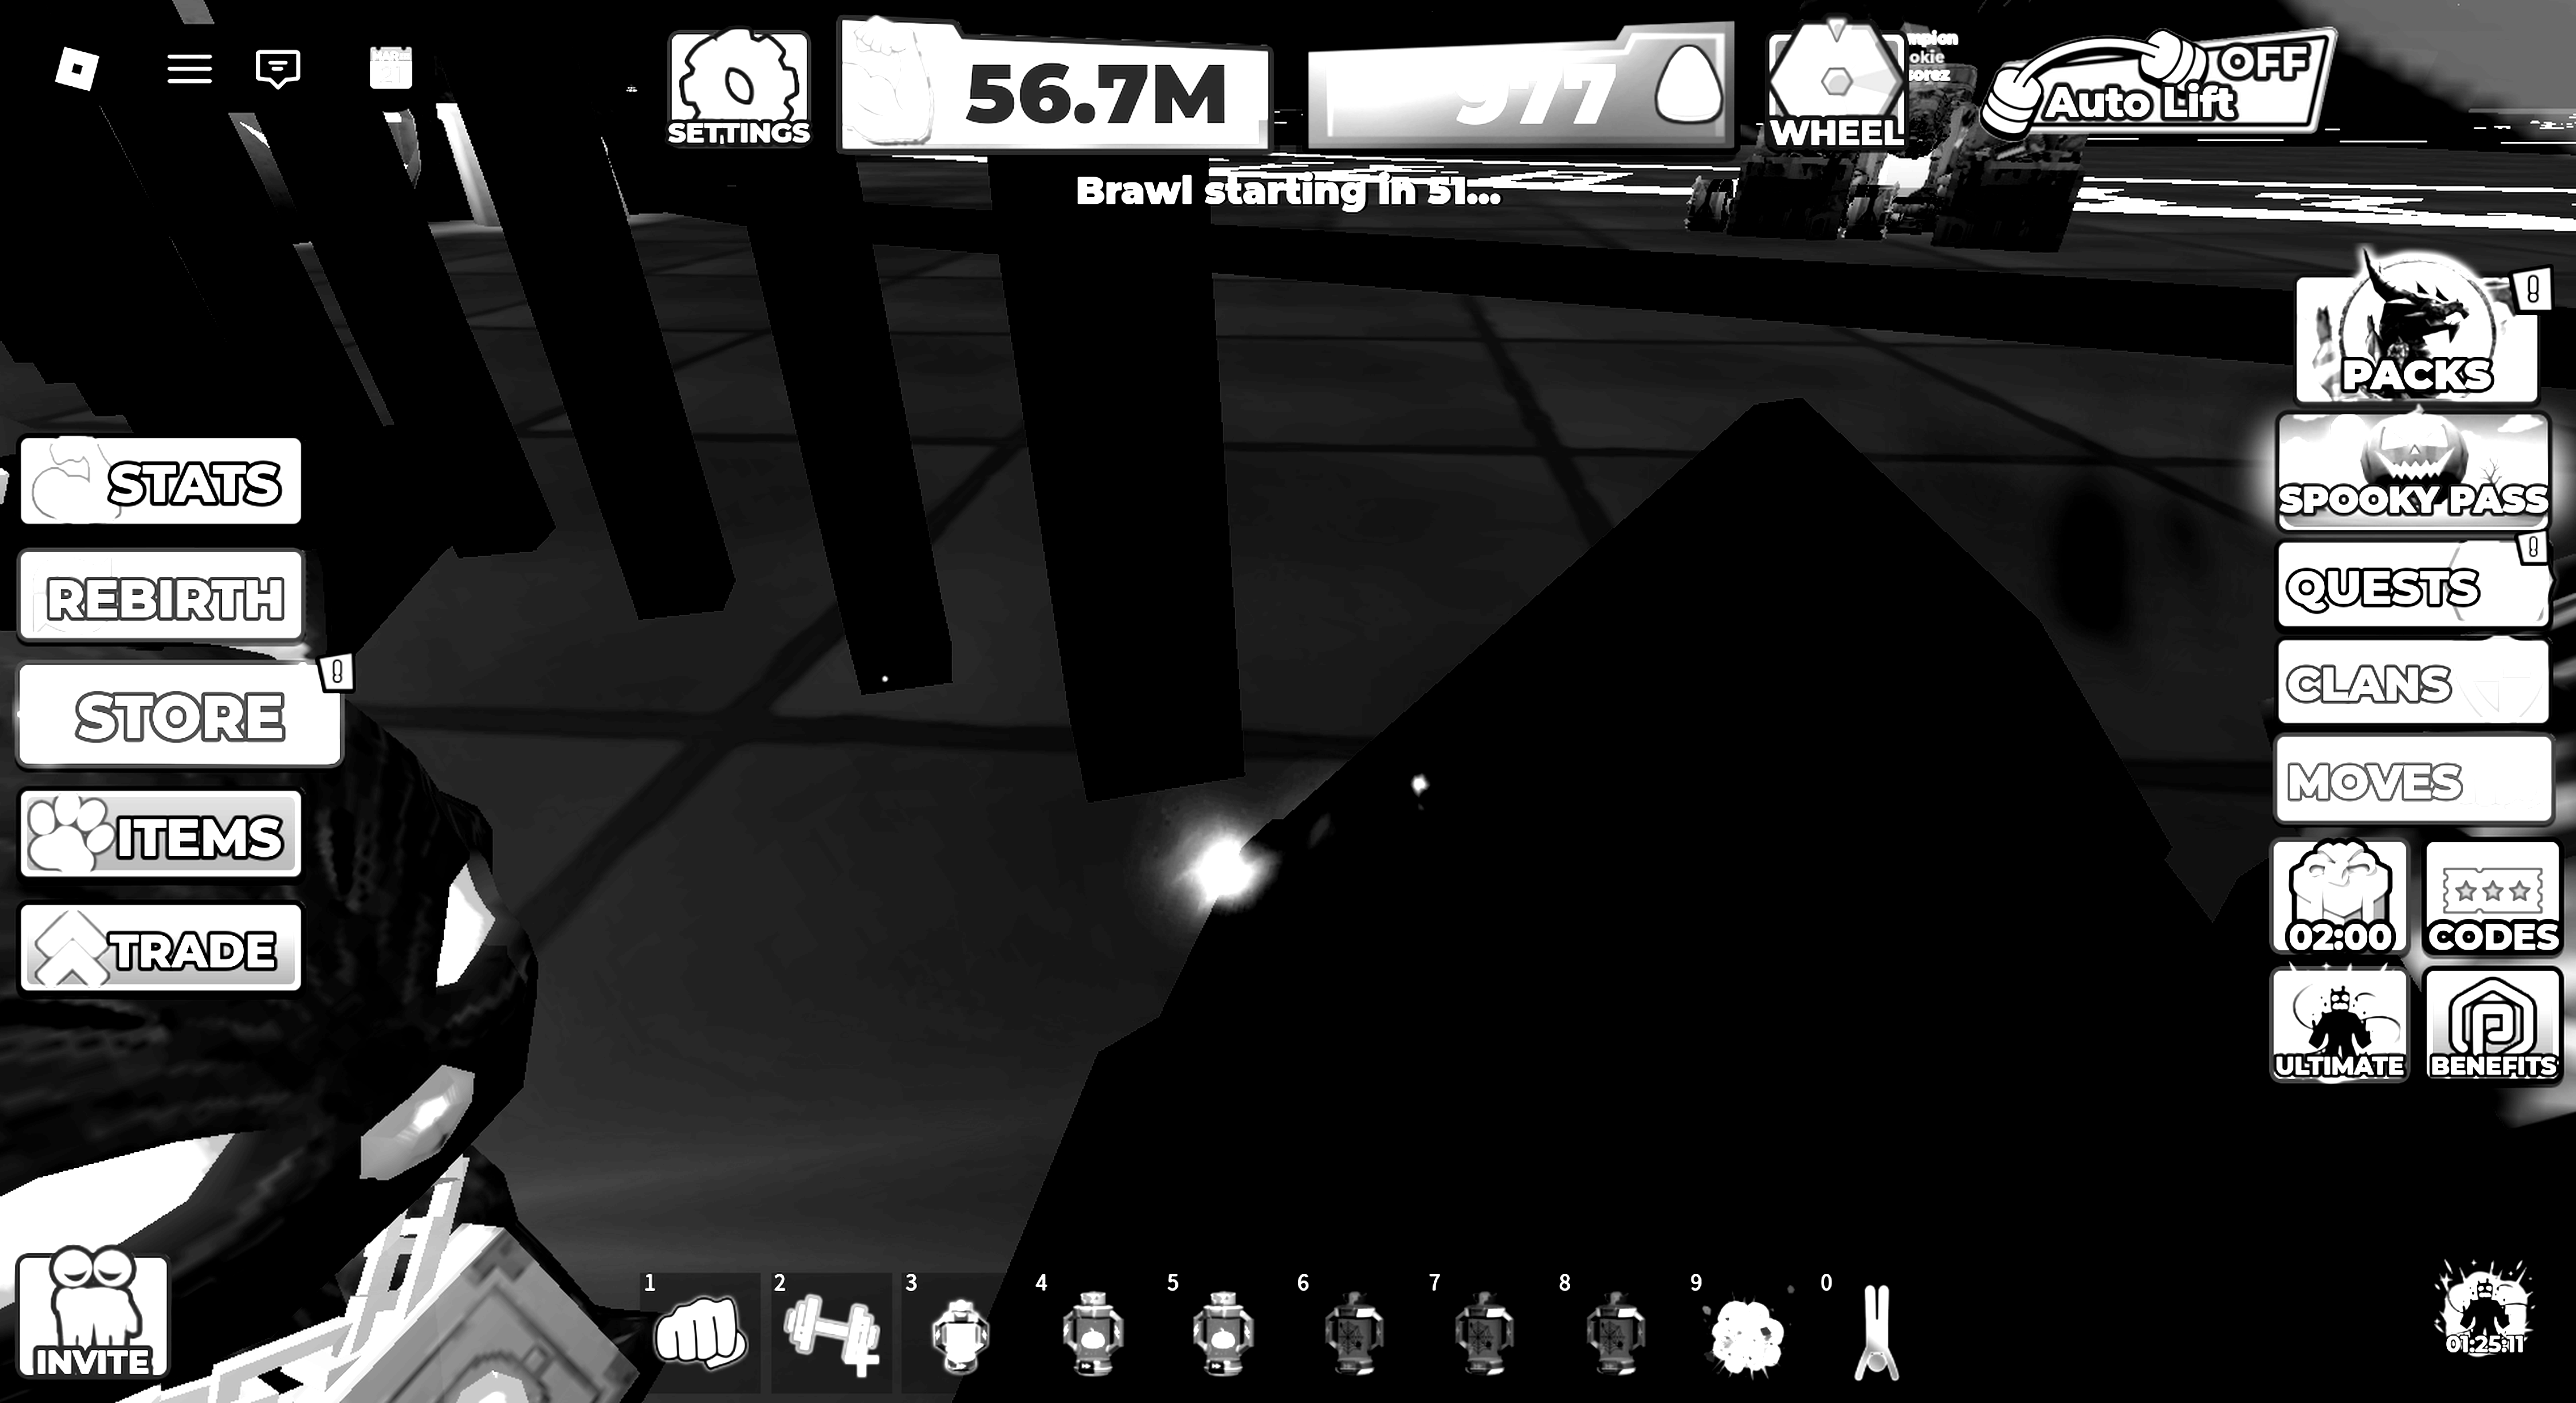 SETTINGS
56.7M
977
WHEEL
OFF
Auto Lift
Brawl starting in 51...
PACKS
SPOOKY PASS
STATS
QUESTS
REBIRTH
CLANS
STORE
MOVES
ITEMS
02:00
CODES
TRADE
ULTIMATE
BENEFITS
INVITE
1
2
3
4
5
6
7
8
9
0
01:25:11